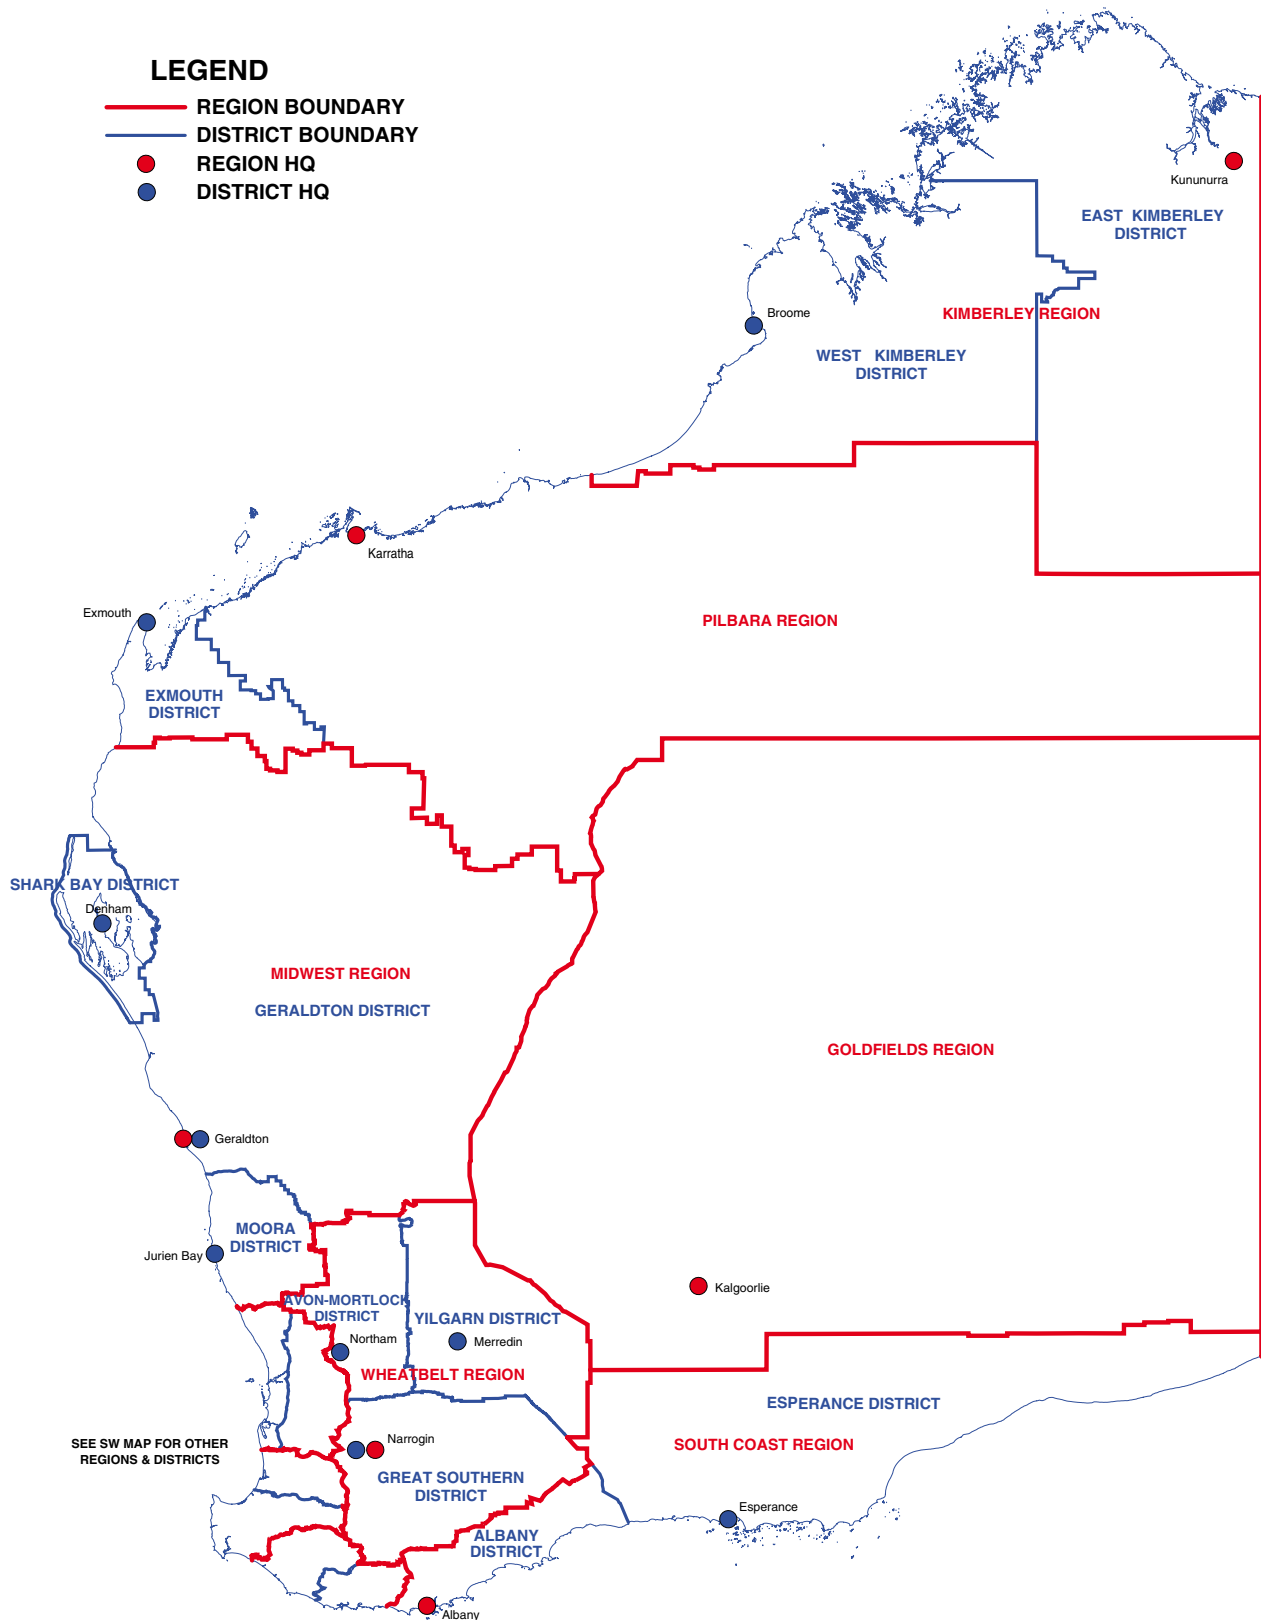 LEGEND
REGION BOUNDARY
DISTRICT BOUNDARY
REGION HQ
DISTRICT HQ
Kununurra
EAST KIMBERLEY
DISTRICT
Broome
KIMBERLEY REGION
WEST KIMBERLEY
DISTRICT
Karratha
Exmouth
PILBARA REGION
EXMOUTH
DISTRICT
SHARK BAY DISTRICT
Denham
MIDWEST REGION
GERALDTON DISTRICT
GOLDFIELDS REGION
Geraldton
MOORA
DISTRICT
Jurien Bay
Kalgoorlie
AVON-MORTLOCK
DISTRICT
YILGARN DISTRICT
Northam
Merredin
WHEATBELT REGION
ESPERANCE DISTRICT
SOUTH COAST REGION
SEE SW MAP FOR OTHER
REGIONS & DISTRICTS
Narrogin
GREAT SOUTHERN
DISTRICT
Esperance
ALBANY
DISTRICT
Albany